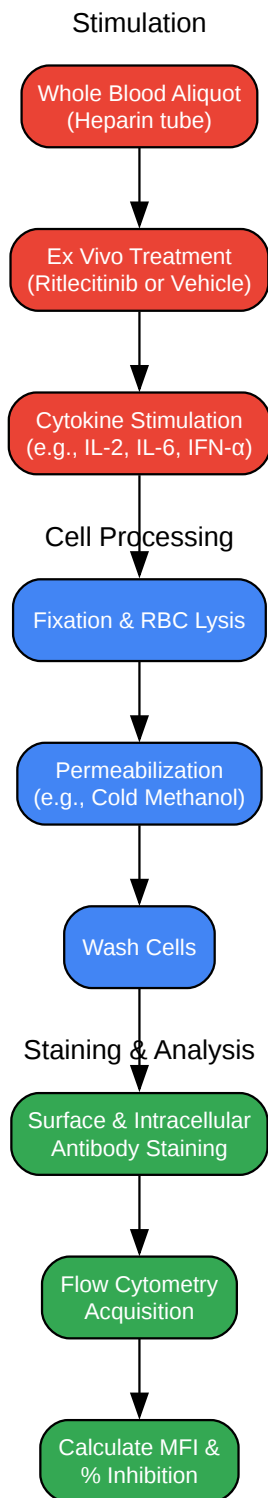 Stimulation
Whole Blood Aliquot
(Heparin tube)
Ex Vivo Treatment
(Ritlecitinib or Vehicle)
Cytokine Stimulation
(e.g., IL-2, IL-6, IFN-α)
Cell Processing
Fixation & RBC Lysis
Permeabilization
(e.g., Cold Methanol)
Wash Cells
Staining & Analysis
Surface & Intracellular
Antibody Staining
Flow Cytometry
Acquisition
Calculate MFI &
% Inhibition